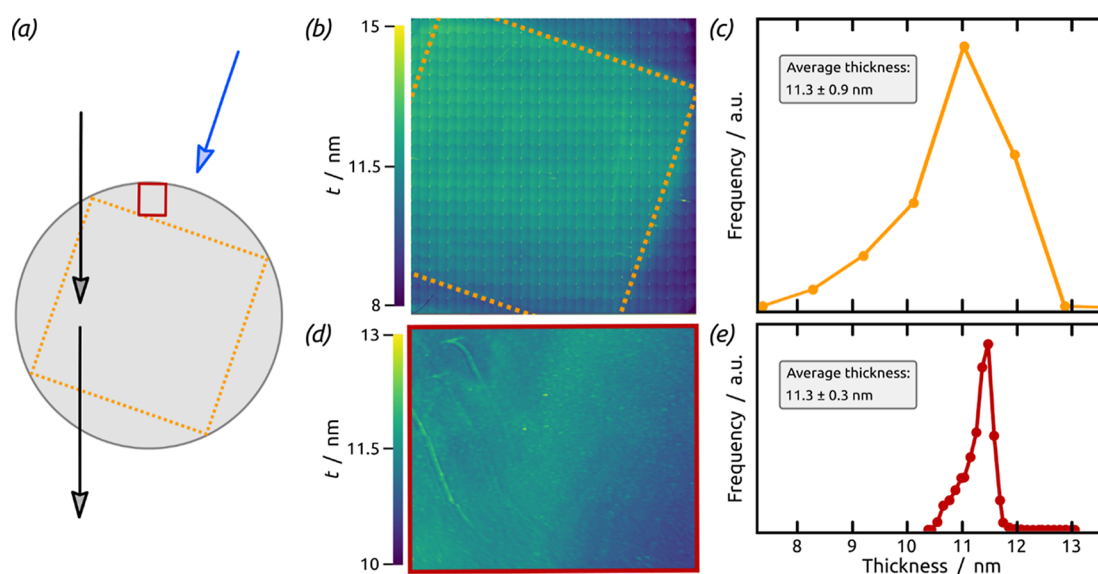 (a)
(b)
15
11.5
8
t / nm
(c)
Average thickness:
11.3 ± 0.9 nm
Frequency / a.u.
(d)
13
11.5
10
t / nm
(e)
Average thickness:
11.3 ± 0.3 nm
Frequency / a.u.
8 9 10 11 12 13
Thickness / nm